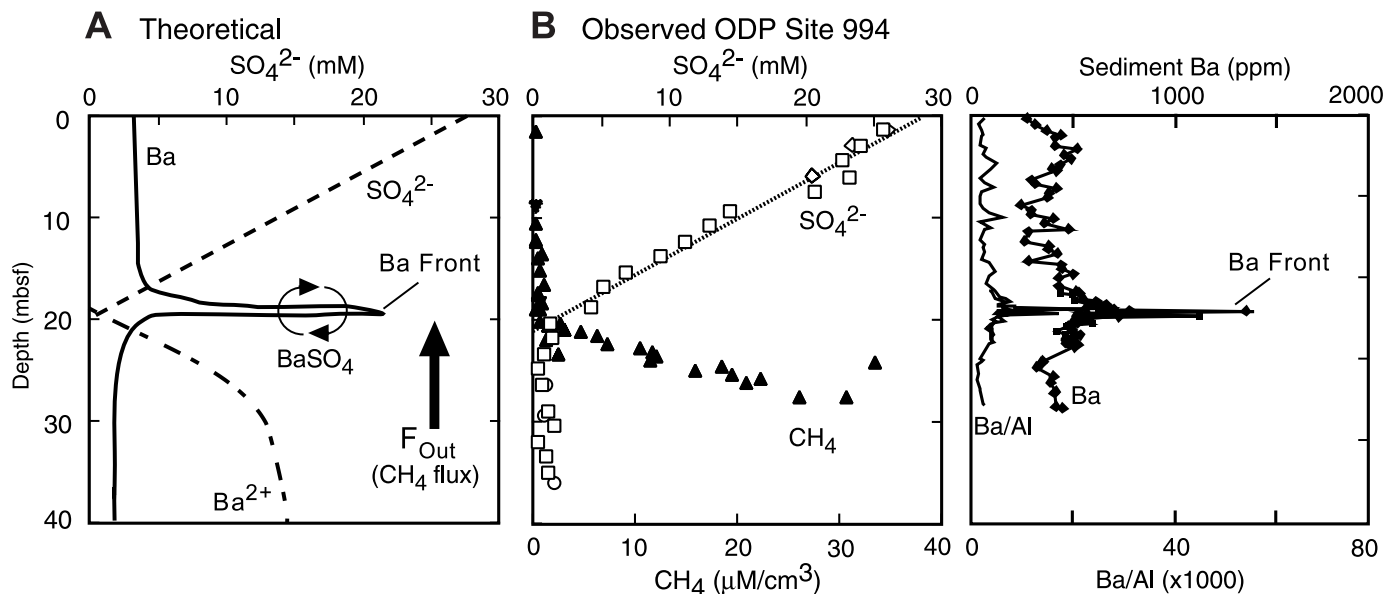 A Theoretical
SO₄²⁻ (mM)
0 10 20 30
0
10
20
30
40
Depth (mbsf)
Ba
SO₄²⁻
Ba Front
BaSO₄
F_Out
(CH₄ flux)
Ba²⁺
B Observed ODP Site 994
SO₄²⁻ (mM)
0 10 20 30
SO₄²⁻
CH₄
0 10 20 30 40
CH₄ (μM/cm³)
Sediment Ba (ppm)
0 1000 2000
Ba Front
Ba
Ba/Al
0 40 80
Ba/Al (x1000)